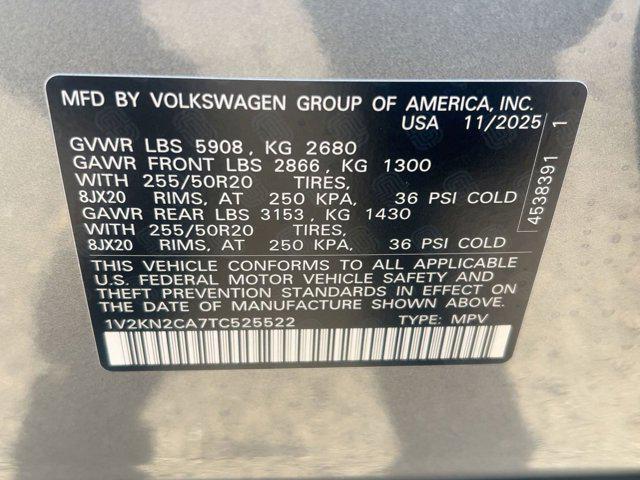 MFD BY VOLKSWAGEN GROUP OF AMERICA, INC.
USA 11/2025
GVWR LBS 5908, KG 2680
GAWR FRONT LBS 2866, KG 1300
WITH 255/50R20 TIRES,
8JX20 RIMS, AT 250 KPA, 36 PSI COLD
GAWR REAR LBS 3153, KG 1430
WITH 255/50R20 TIRES,
8JX20 RIMS, AT 250 KPA, 36 PSI COLD
THIS VEHICLE CONFORMS TO ALL APPLICABLE
U.S. FEDERAL MOTOR VEHICLE SAFETY AND
THEFT PREVENTION STANDARDS IN EFFECT ON
THE DATE OF MANUFACTURE SHOWN ABOVE.
1V2KN2CA7TC525522 TYPE: MPV
4538391 1